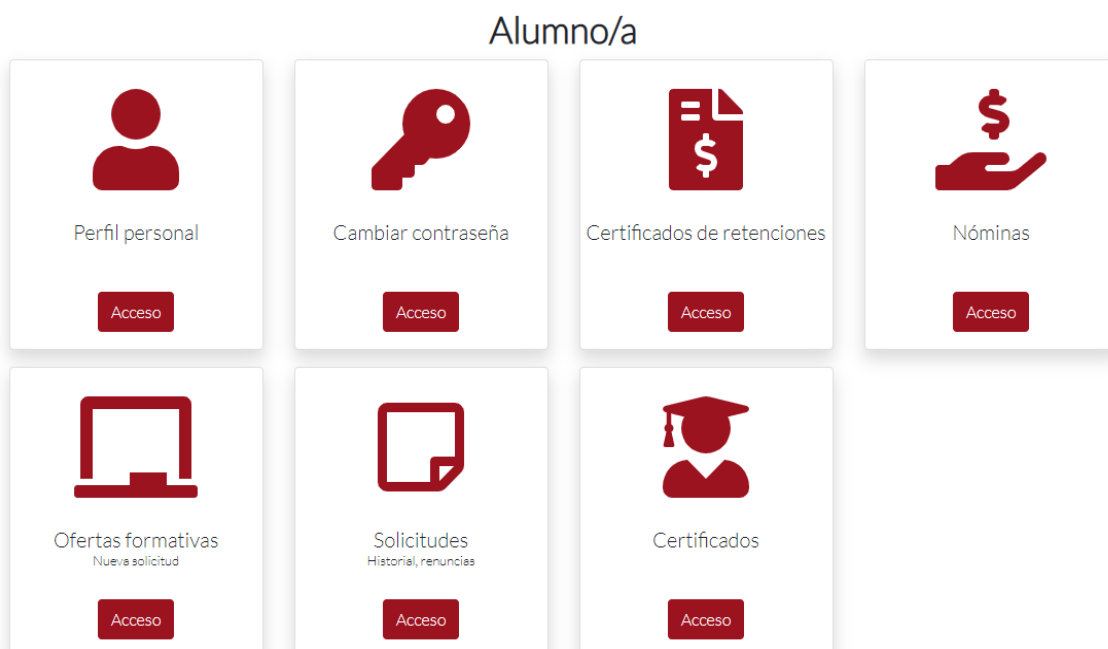 Alumno/a
Perfil personal
Cambiar contraseña
Certificados de retenciones
Nóminas
Acceso
Acceso
Acceso
Acceso
Ofertas formativas
Nueva solicitud
Solicitudes
Historial, renuncias
Certificados
Acceso
Acceso
Acceso